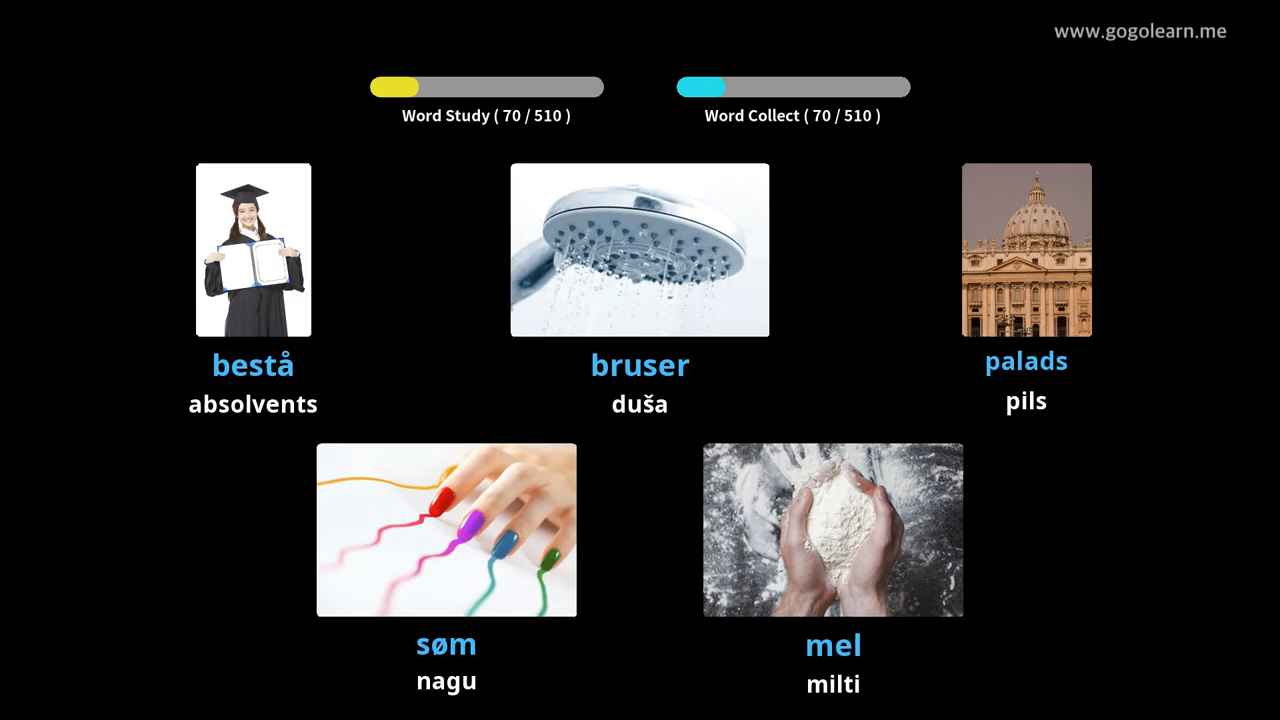 www.gogolearn.me
Word Study ( 70 / 510 )
Word Collect ( 70 / 510 )
bestå
absolvents
bruser
duša
palads
pils
søm
nagu
mel
milti